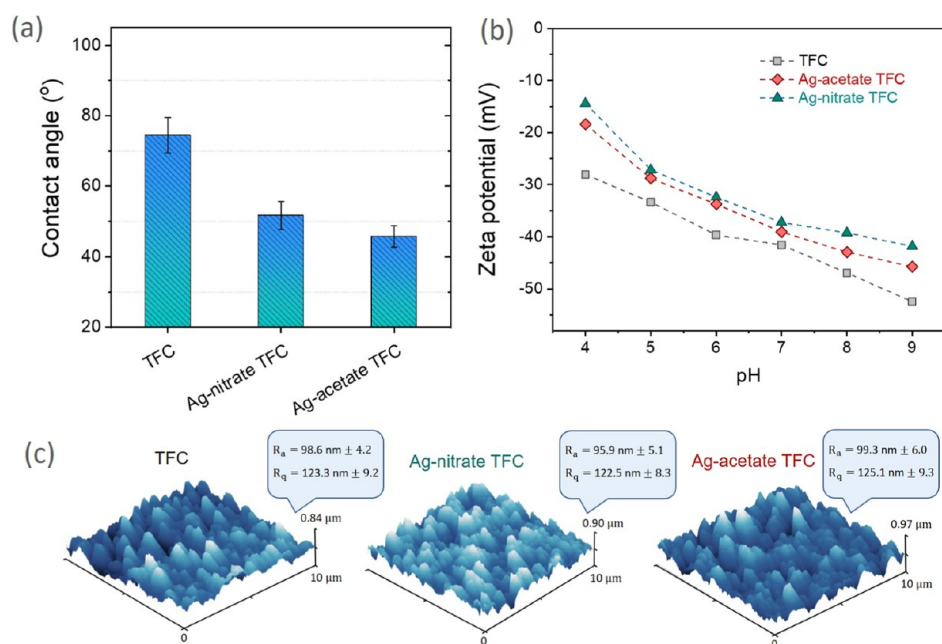 (a)
100
80
60
40
20
Contact angle (º)
TFC
Ag-nitrate TFC
Ag-acetate TFC
(b)
0
-10
-20
-30
-40
-50
Zeta potential (mV)
TFC
Ag-acetate TFC
Ag-nitrate TFC
4 5 6 7 8 9
pH
(c)
TFC
Ra = 98.6 nm ± 4.2
Rq = 123.3 nm ± 9.2
0.84 μm
10 μm
0
Ag-nitrate TFC
Ra = 95.9 nm ± 5.1
Rq = 122.5 nm ± 8.3
0.90 μm
10 μm
0
Ag-acetate TFC
Ra = 99.3 nm ± 6.0
Rq = 125.1 nm ± 9.3
0.97 μm
10 μm
0